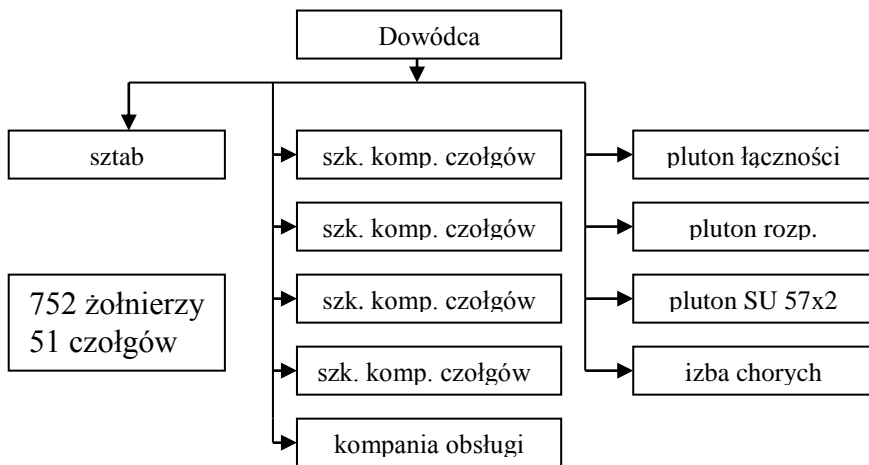 Dowódca
sztab
szk. komp. czołgów
pluton łączności
szk. komp. czołgów
pluton rozp.
752 żołnierzy
51 czołgów
szk. komp. czołgów
pluton SU 57x2
szk. komp. czołgów
izba chorych
kompania obsługi